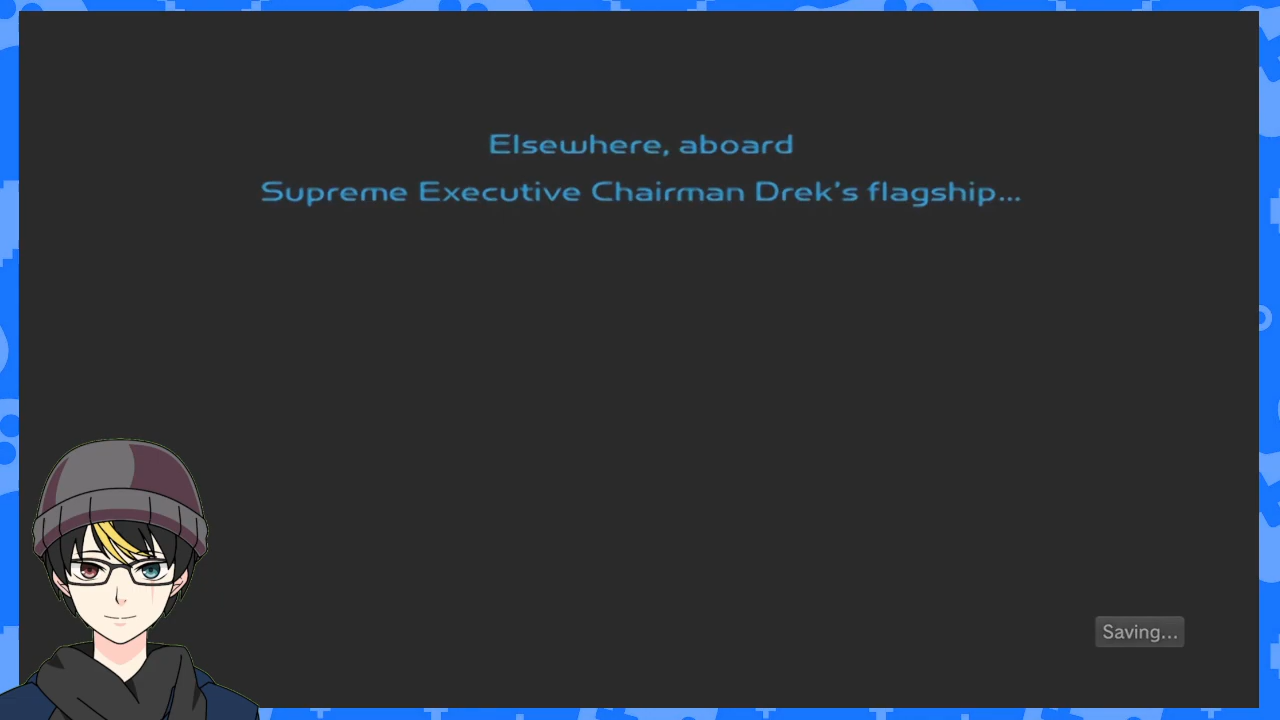 Elsewhere, aboard
Supreme Executive Chairman Drek's flagship...
Saving...